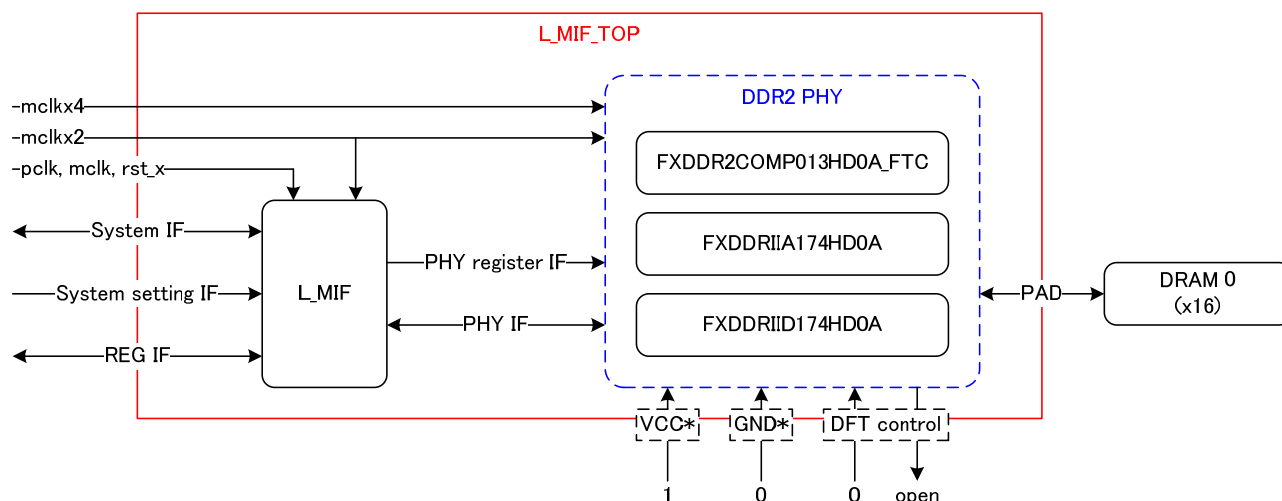 L_MIF_TOP
-mclkx4
DDR2 PHY
-mclkx2
FXDDR2COMP013HD0A_FTC
-pclk, mclk, rst_x
System IF
FXDDRIIA174HD0A
PHY register IF
L_MIF
System setting IF
PAD
DRAM 0
(x16)
PHY IF
FXDDRIID174HD0A
REG IF
VCC*
GND*
DFT control
1
0
0
open